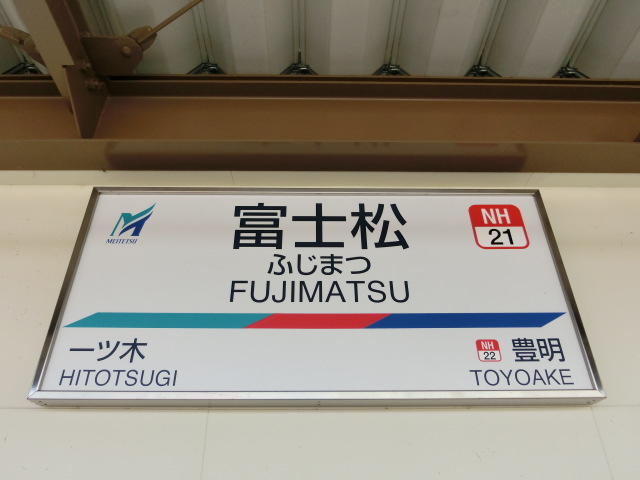 MEITETSU
富士松
ふじまつ
FUJIMATSU
NH
21
一ツ木
HITOTSUGI
NH
22
豊明
TOYOAKE